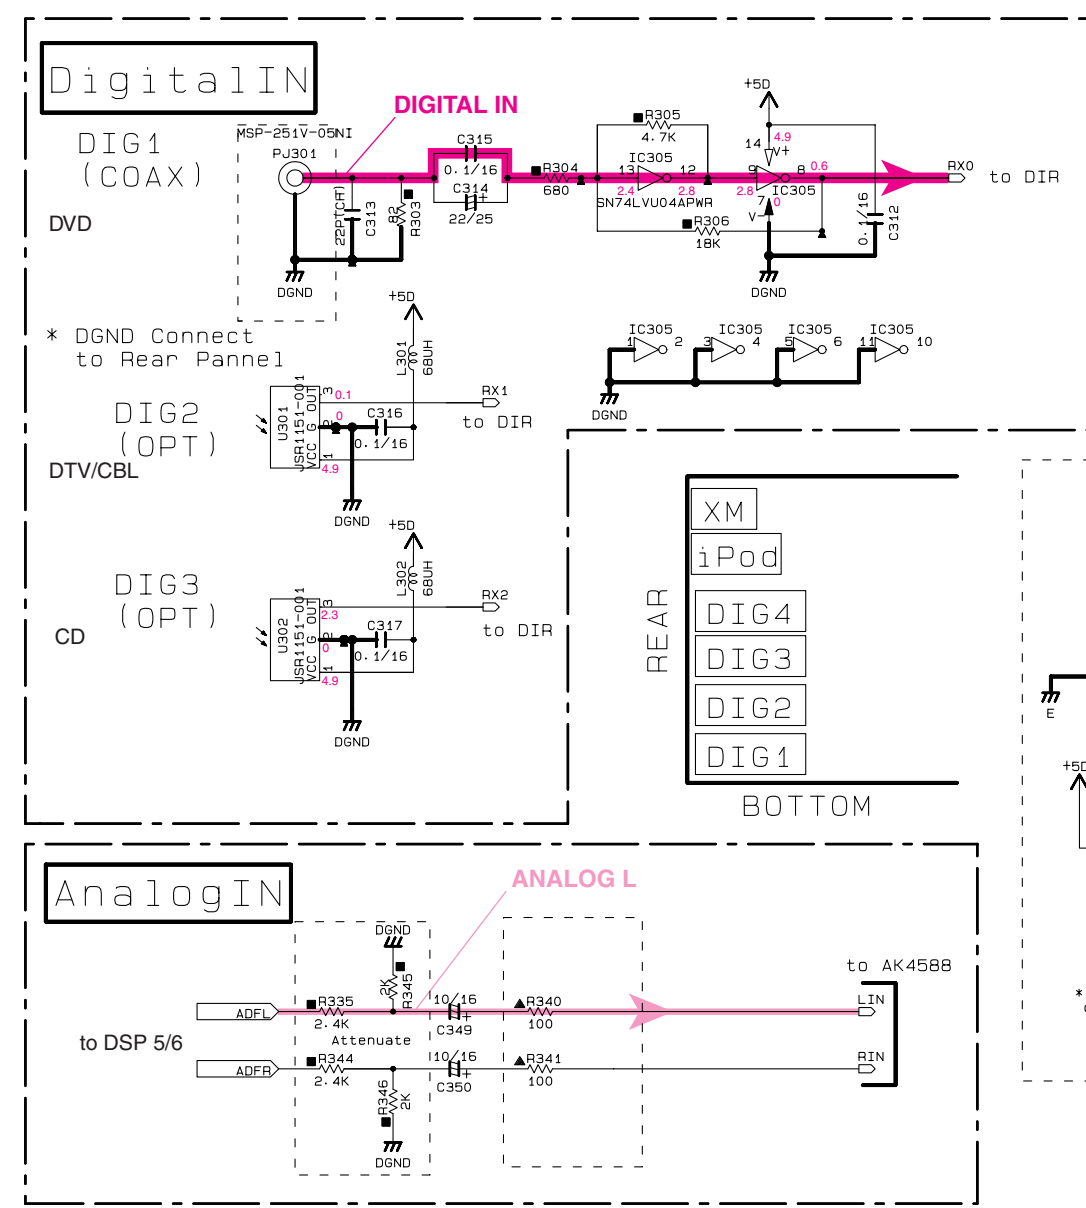 DigitalIN
DIGITAL IN
DIG1
(COAX)
DVD
MSP-251V-05NI
PJ301
22P(CH)
C313
82
R303
C315
0.1/16
C314
22/25
R304
680
R305
4.7K
IC305
13
12
2.4
2.8
SN74LVU04APWR
R306
18K
+5D
14
4.9
V+
9
8
0.6
2.8
IC305
7
0
V-
0.1/16
C312
RX0
to DIR
DGND
DGND
* DGND Connect
to Rear Pannel
IC305
1
2
IC305
3
4
IC305
5
6
IC305
11
10
DGND
+5D
L301
68UH
DIG2
(OPT)
DTV/CBL
U301
JSR1151-001
OUT
G
VCC
3
0.1
2
0
1
4.9
C316
0.1/16
RX1
to DIR
DGND
+5D
L302
68UH
DIG3
(OPT)
CD
U302
JSR1151-001
OUT
G
VCC
3
2.3
2
0
1
4.9
C317
0.1/16
RX2
to DIR
DGND
REAR
XM
iPod
DIG4
DIG3
DIG2
DIG1
BOTTOM
E
+5D
AnalogIN
ANALOG L
DGND
2K
R345
ADFL
R335
2.4K
Attenuate
10/16
C349
R340
100
to AK4588
LIN
to DSP 5/6
ADFR
R344
2.4K
R346
2K
10/16
C350
R341
100
RIN
DGND
*